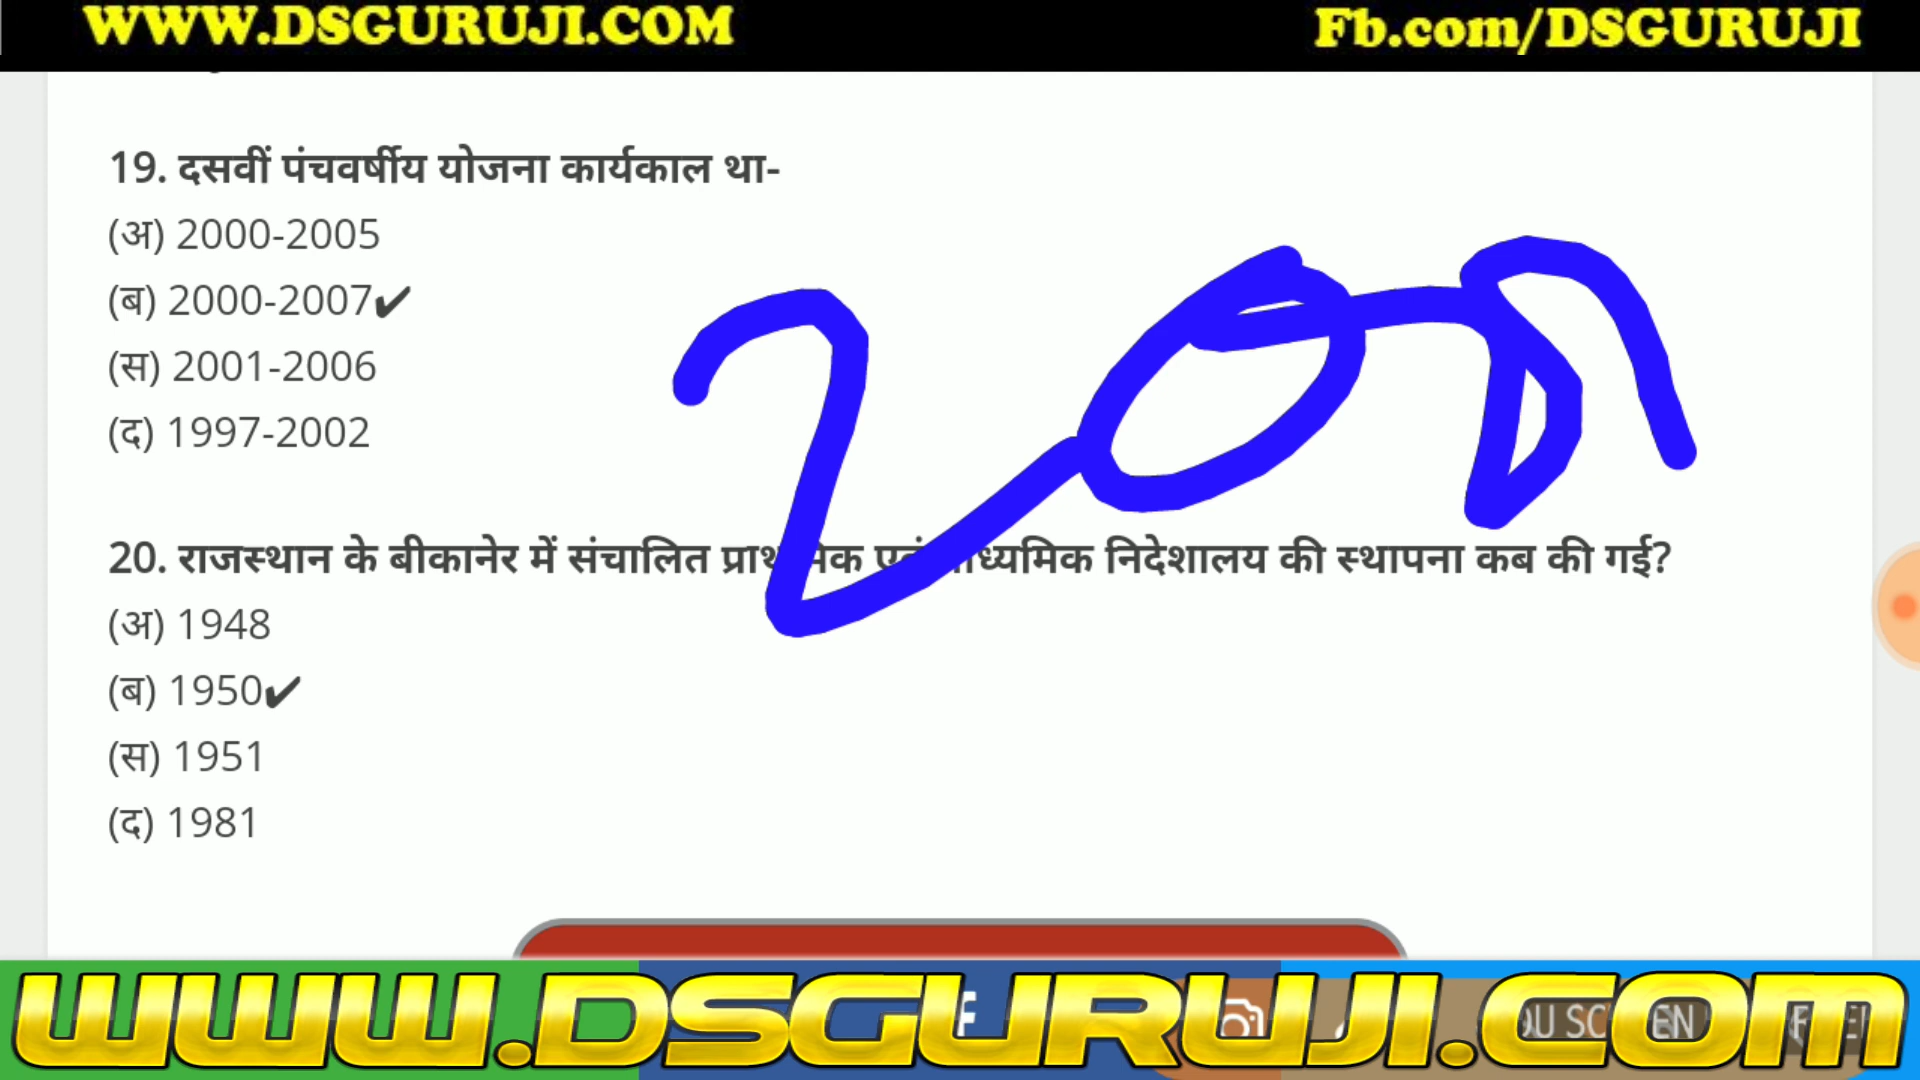 WWW.DSGURUJI.COM Fb.com/DSGURUJI
19. दसवीं पंचवर्षीय योजना कार्यकाल था-
(अ) 2000-2005
(ब) 2000-2007✔
(स) 2001-2006
(द) 1997-2002
20. राजस्थान के बीकानेर में संचालित निदेशालय की स्थापना कब की गई?
(अ) 1948
(ब) 1950✔
(स) 1951
(द) 1981
WWW.DSGURUJI.COM